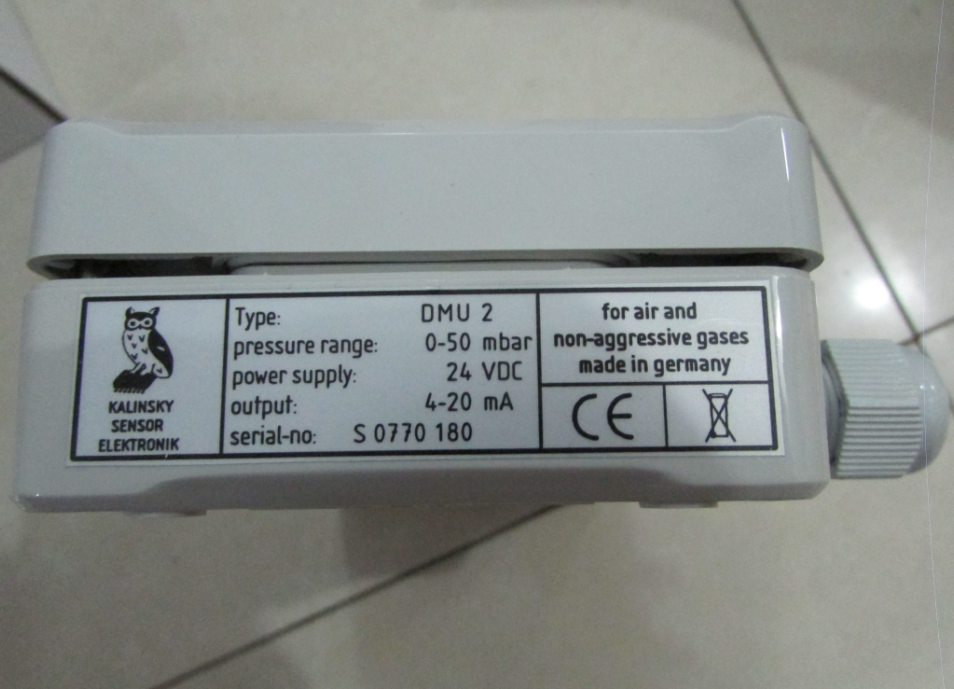 KALINSKY
SENSOR
ELEKTRONIK
Type: DMU 2
pressure range: 0-50 mbar
power supply: 24 VDC
output: 4-20 mA
serial-no: S 0770 180
for air and
non-aggressive gases
made in germany
CE